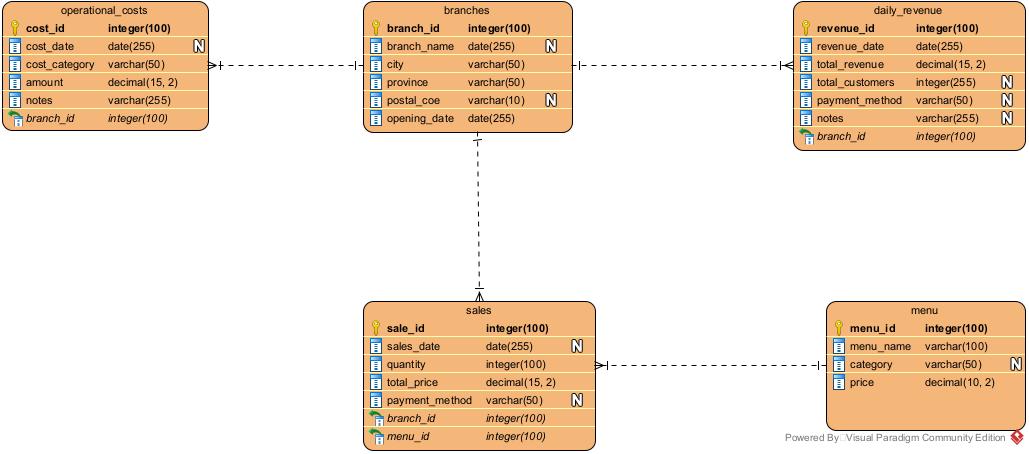 operational_costs
cost_id integer(100)
cost_date date(255) N
cost_category varchar(50)
amount decimal(15, 2)
notes varchar(255)
branch_id integer(100)
branches
branch_id integer(100)
branch_name date(255) N
city varchar(50)
province varchar(50)
postal_coe varchar(10) N
opening_date date(255)
daily_revenue
revenue_id integer(100)
revenue_date date(255)
total_revenue decimal(15, 2)
total_customers integer(255) N
payment_method varchar(50) N
notes varchar(255) N
branch_id integer(100)
sales
sale_id integer(100)
sales_date date(255) N
quantity integer(100)
total_price decimal(15, 2)
payment_method varchar(50) N
branch_id integer(100)
menu_id integer(100)
menu
menu_id integer(100)
menu_name varchar(100)
category varchar(50) N
price decimal(10, 2)
Powered By Visual Paradigm Community Edition